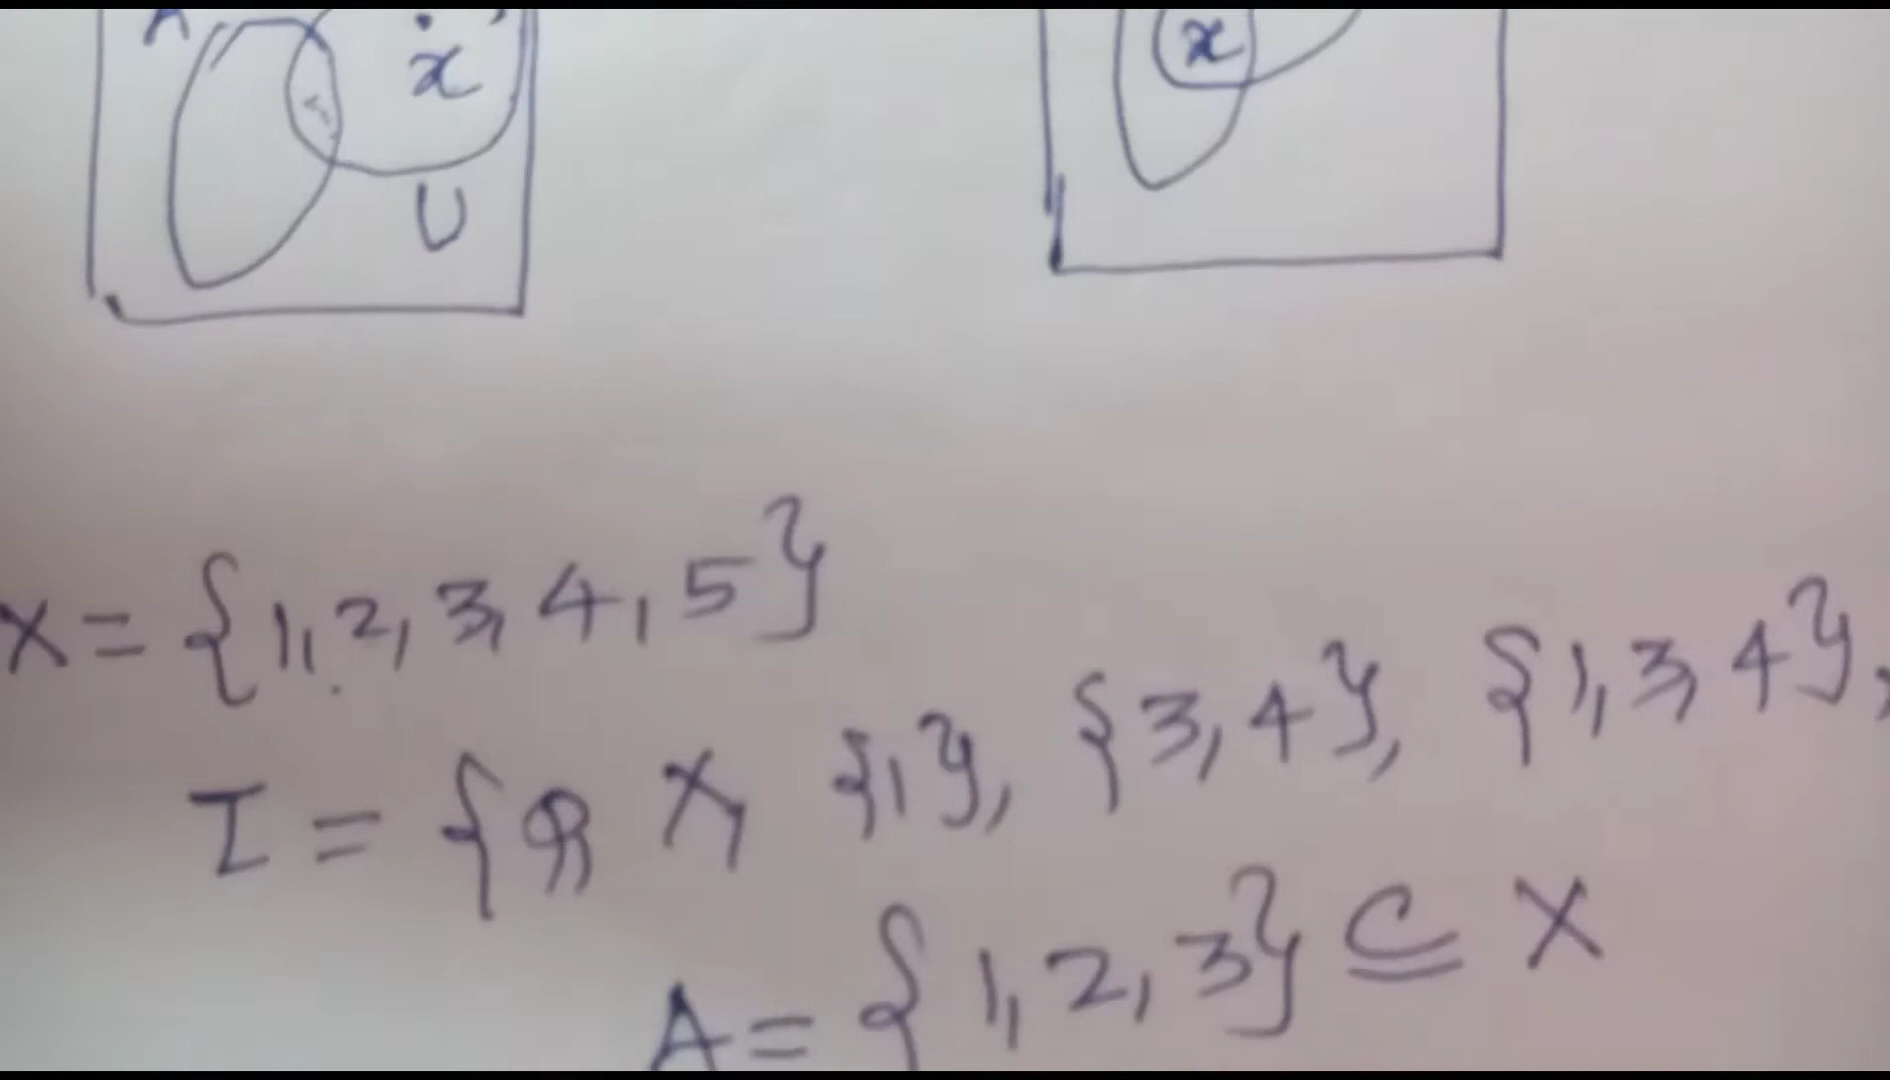 A x x
U
X = {1, 2, 3, 4, 5}
I = {φ, X, {1}, {3, 4}, {1, 3, 4},
A = {1, 2, 3} ⊆ X